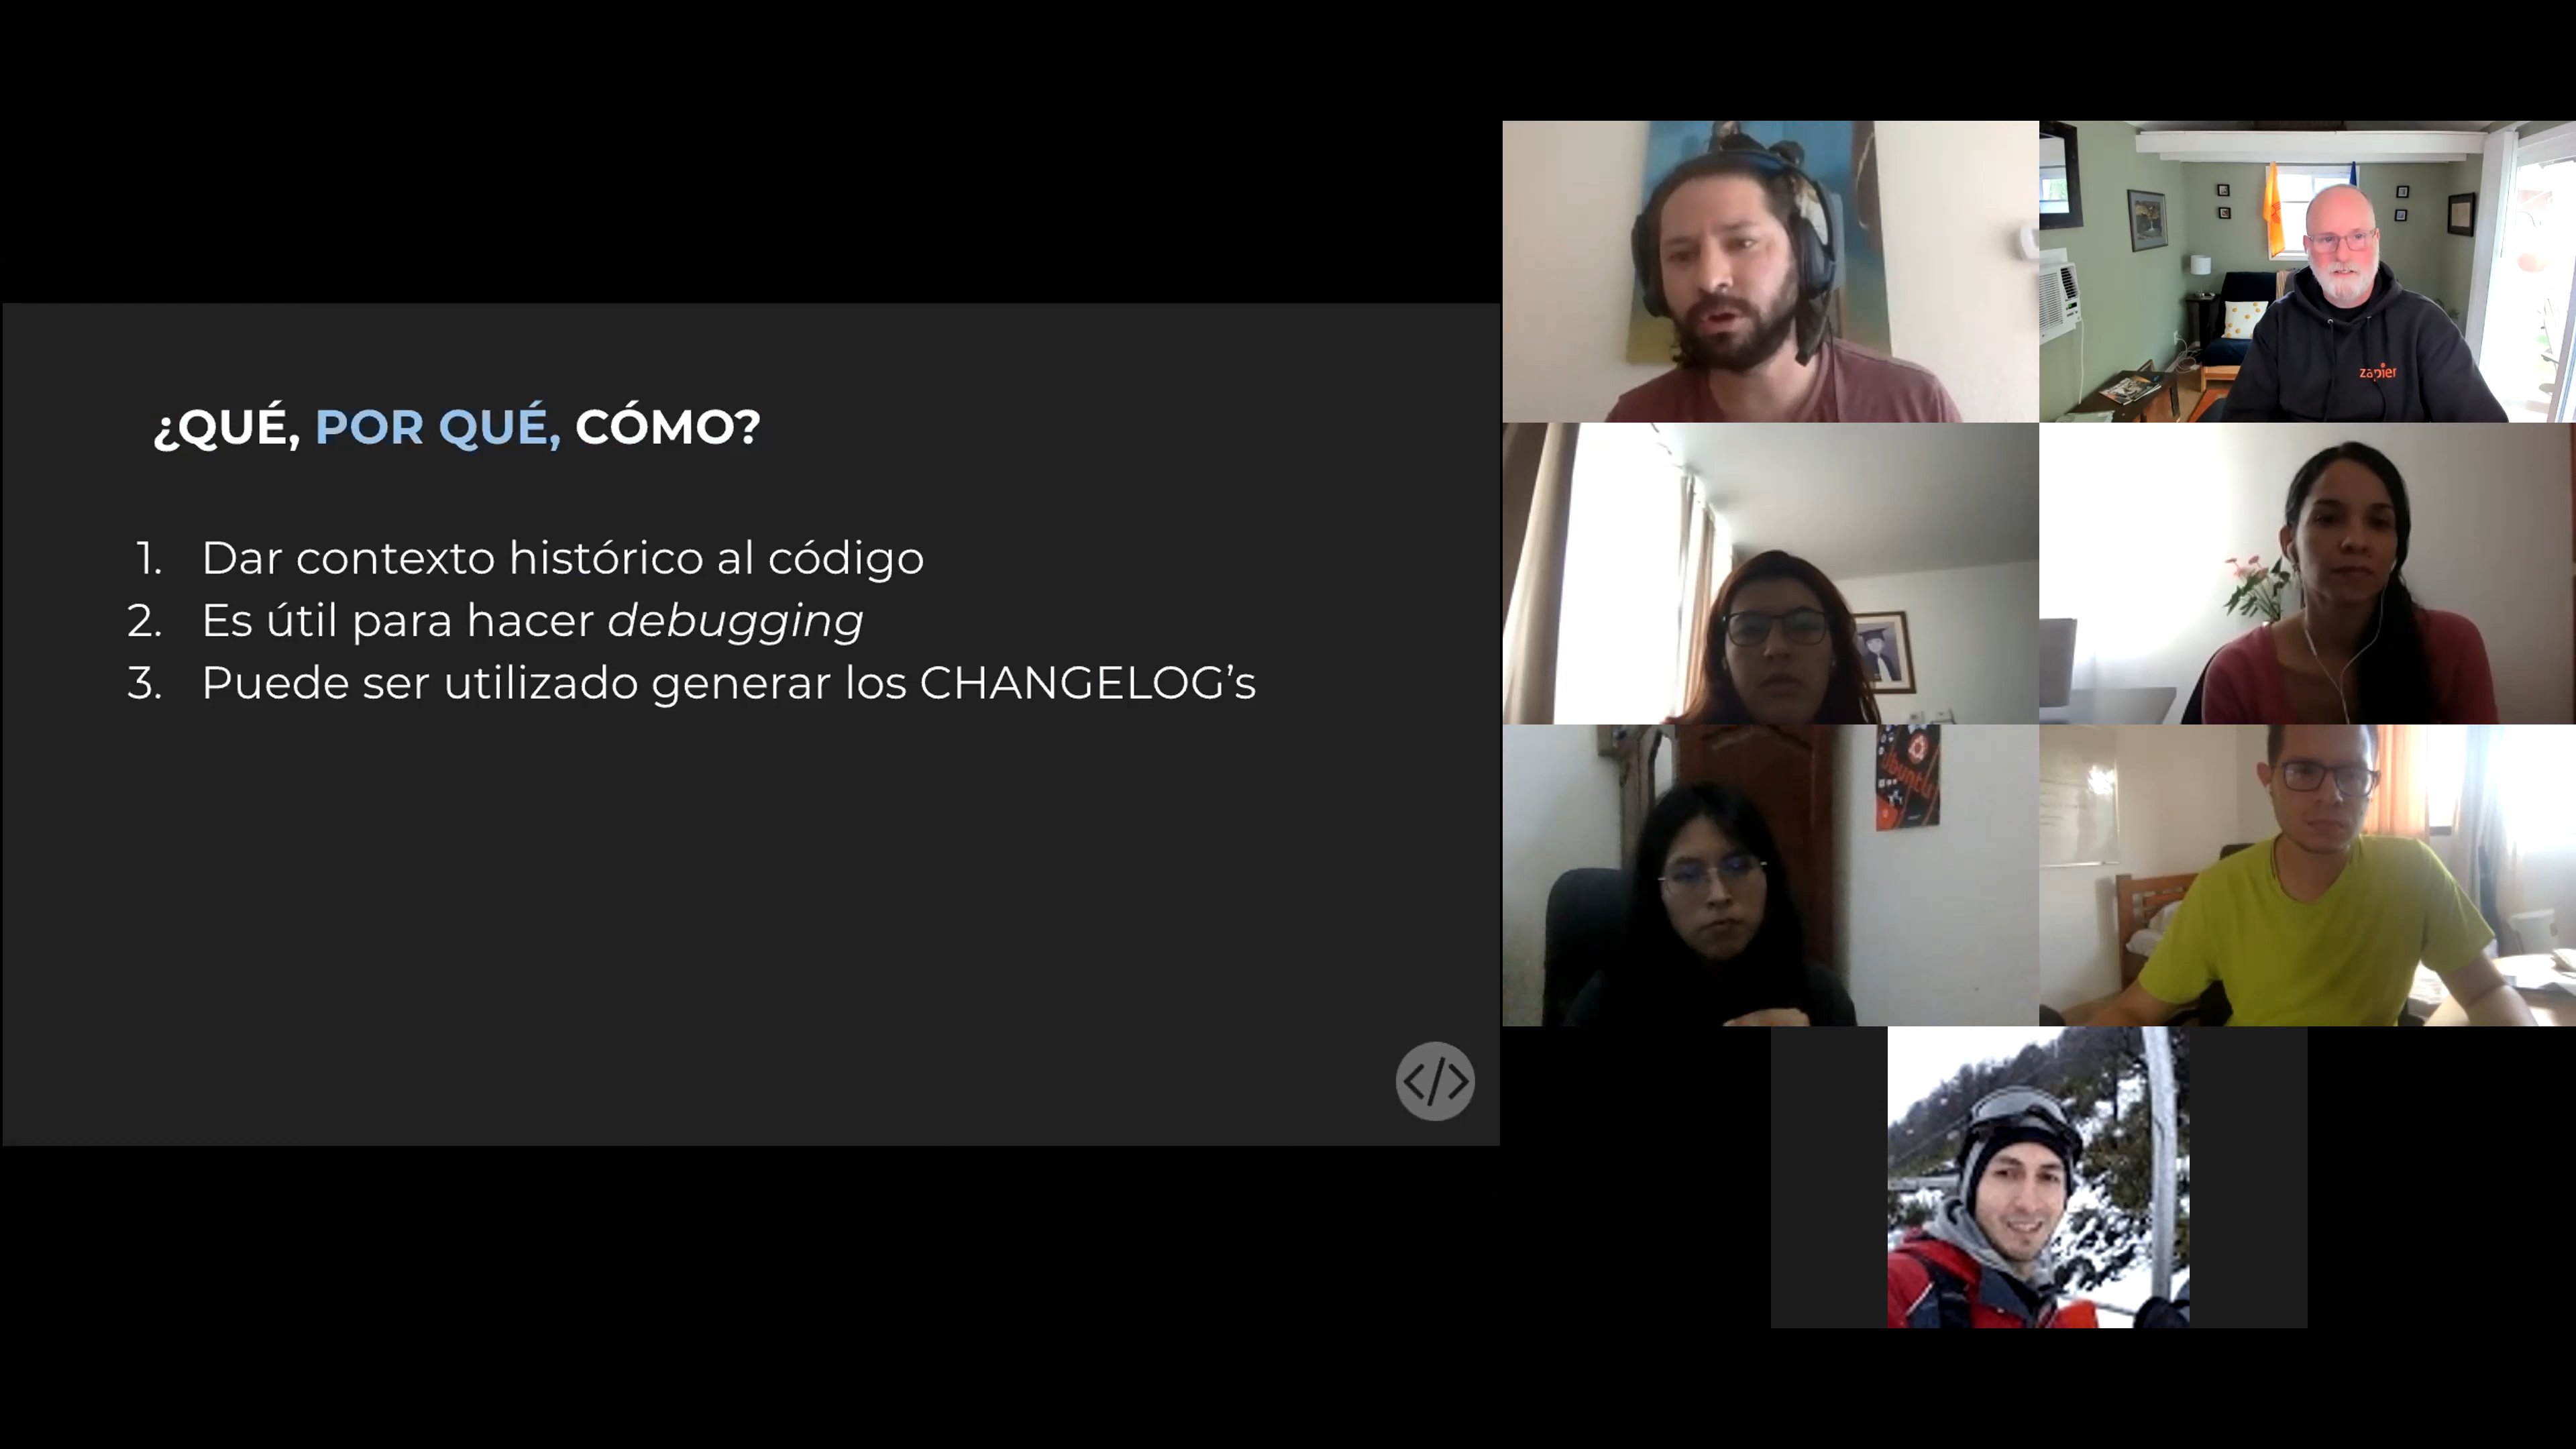 ¿QUÉ, POR QUÉ, CÓMO?
1. Dar contexto histórico al código
2. Es útil para hacer debugging
3. Puede ser utilizado generar los CHANGELOG’s
</>
zapier
ubuntu